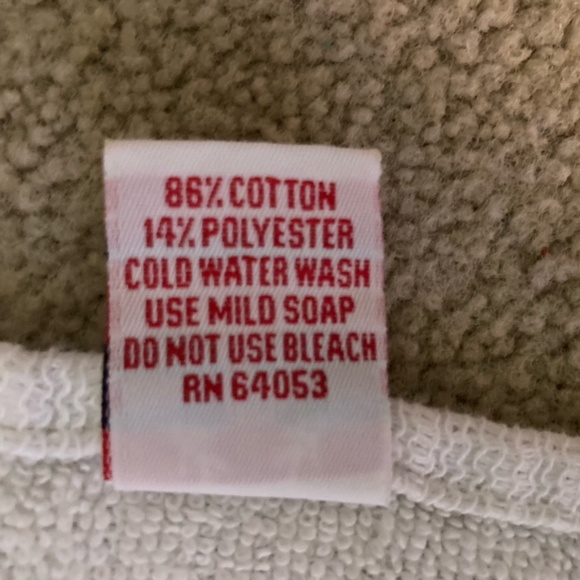 86% COTTON
14% POLYESTER
COLD WATER WASH
USE MILD SOAP
DO NOT USE BLEACH
RN 64053